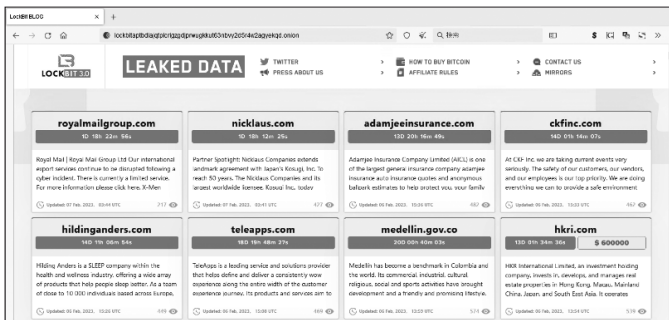 LockBit BLOG
lockbitaptbdiajqtplcrigzgdjprwugkkut63nbvy2d5r4w2agyekqd.onion
検索
LOCKBIT 3.0
LEAKED DATA
TWITTER
PRESS ABOUT US
HOW TO BUY BITCOIN
AFFILIATE RULES
CONTACT US
MIRRORS
royalmailgroup.com
1D 18h 22m 56s
Royal Mail | Royal Mail Group Ltd Our international
export services continue to be disrupted following a
cyber incident. There is currently a limited service.
For more information please click here. X-Men
Updated: 07 Feb, 2023, 03:44 UTC 717
nicklaus.com
1D 18h 12m 25s
Partner Spotlight: Nicklaus Companies extends
landmark agreement with Japan's Kosugi, Inc. To
reach 50 years. The Nicklaus Companies and its
largest worldwide licensee, Kosugi Inc., today
Updated: 07 Feb, 2023, 03:41 UTC 477
adamjeeinsurance.com
13D 20h 16m 49s
Adamjee Insurance Company Limited (AICL) is one
of the largest general insurance company adamjee
insurance auto insurance quotes and anonymous
ballpark estimates to help protect you, your family
Updated: 06 Feb, 2023, UTC 482
ckfinc.com
14D 01h 14m 07s
At CKF Inc. we are taking current events very
seriously. The safety of our customers, our vendors,
and our employees is our top priority. We are doing
everything we can to provide a safe environment
Updated: 06 Feb, 2023, UTC 462
hildinganders.com
14D 11h 06m 54s
Hilding Anders is a SLEEP company within the
health and wellness industry, offering a wide array
of products that help people sleep better. As a team
of close to 10 000 individuals based across Europe,
Updated: 06 Feb, 2023, 13:25 UTC 449
teleapps.com
18D 19h 48m 27s
TeleApps is a leading service and solutions provider
that helps define and deliver a consistently wow
experience along the entire width of the customer
experience journey. Its products and services aim to
Updated: 06 Feb, 2023, 13:08 UTC 469
medellin.gov.co
20D 00h 40m 03s
Medellin has become a benchmark in Colombia and
the world. Its commercial, industrial, cultural,
religious, social and sports activities have brought
development and a friendly and promising lifestyle.
Updated: 06 Feb, 2023, UTC 574
hkri.com
13D 01h 34m 38s
$ 600000
HKR International Limited, an investment holding
company, invests in, develops, and manages real
estate properties in Hong Kong, Macau, Mainland
China, Japan, and South East Asia. It operates
Updated: 06 Feb, 2023, UTC 579